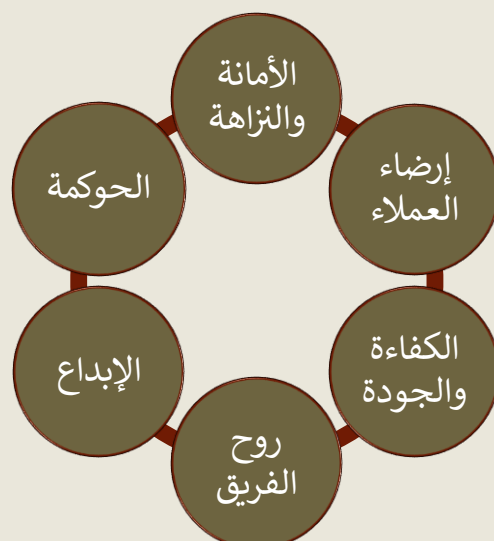 الأمانة
والنزاهة
إرضاء
العملاء
الكفاءة
والجودة
روح
الفريق
الإبداع
الحوكمة